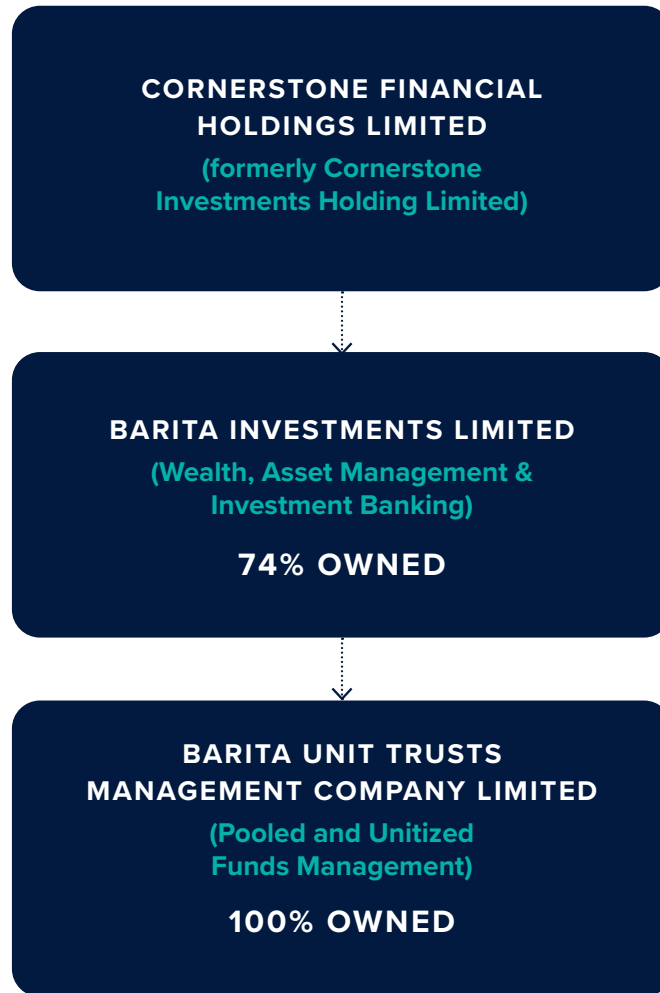 CORNERSTONE FINANCIAL
HOLDINGS LIMITED
(formerly Cornerstone
Investments Holding Limited)
BARITA INVESTMENTS LIMITED
(Wealth, Asset Management &
Investment Banking)
74% OWNED
BARITA UNIT TRUSTS
MANAGEMENT COMPANY LIMITED
(Pooled and Unitized
Funds Management)
100% OWNED